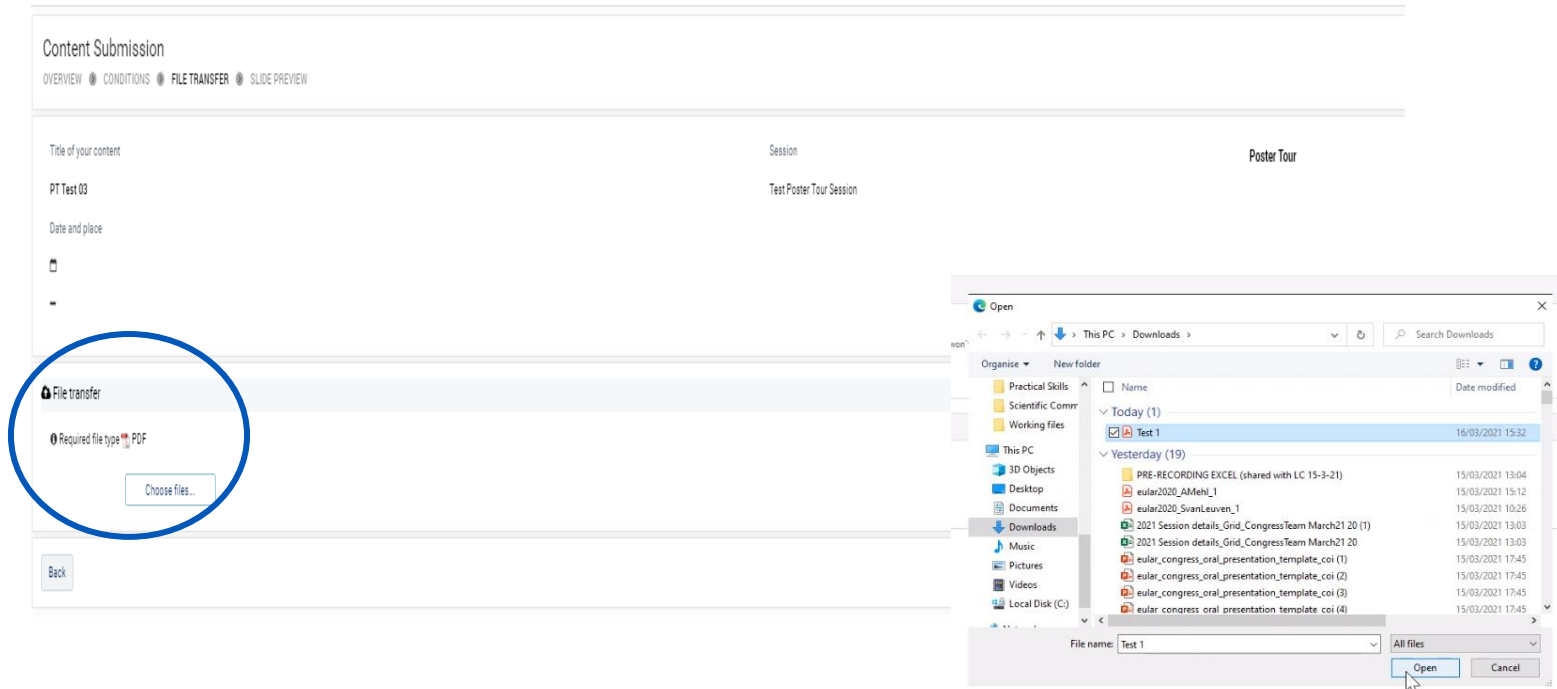 Content Submission
OVERVIEW CONDITIONS FILE TRANSFER SLIDE PREVIEW
Title of your content
PT Test 03
Date and place
Session
Test Poster Tour Session
Poster Tour
File transfer
Required file type PDF
Choose files...
Back
Open
This PC > Downloads >
Search Downloads
Organise New folder
Practical Skills
Scientific Comm
Working files
This PC
3D Objects
Desktop
Documents
Downloads
Music
Pictures
Videos
Local Disk (C:)
Name Date modified
Today (1)
Test 1 16/03/2021 15:32
Yesterday (19)
PRE-RECORDING EXCEL (shared with LC 15-3-21) 15/03/2021 13:04
eular2020_AMehl_1 15/03/2021 15:12
eular2020_SvanLeuven_1 15/03/2021 10:26
2021 Session details_Grid_CongressTeam March21 20 (1) 15/03/2021 13:03
2021 Session details_Grid_CongressTeam March21 20 15/03/2021 13:03
eular_congress_oral_presentation_template_coi (1) 15/03/2021 17:45
eular_congress_oral_presentation_template_coi (2) 15/03/2021 17:45
eular_congress_oral_presentation_template_coi (3) 15/03/2021 17:45
eular_congress_oral_presentation_template_coi (4) 15/03/2021 17:45
File name: Test 1 All files
Open Cancel